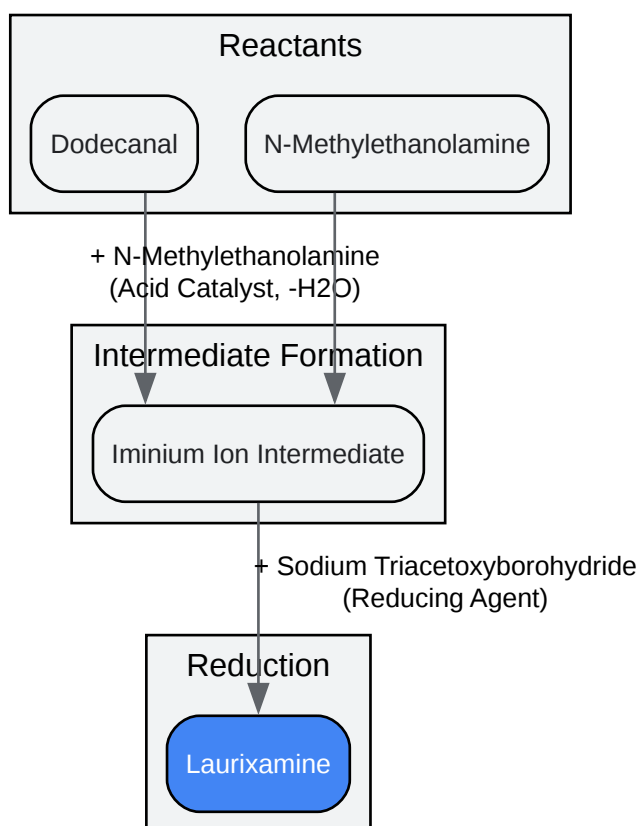 Reactants
Dodecanal
N-Methylethanolamine
+ N-Methylethanolamine
(Acid Catalyst, -H2O)
Intermediate Formation
Iminium Ion Intermediate
+ Sodium Triacetoxyborohydride
(Reducing Agent)
Reduction
Laurixamine